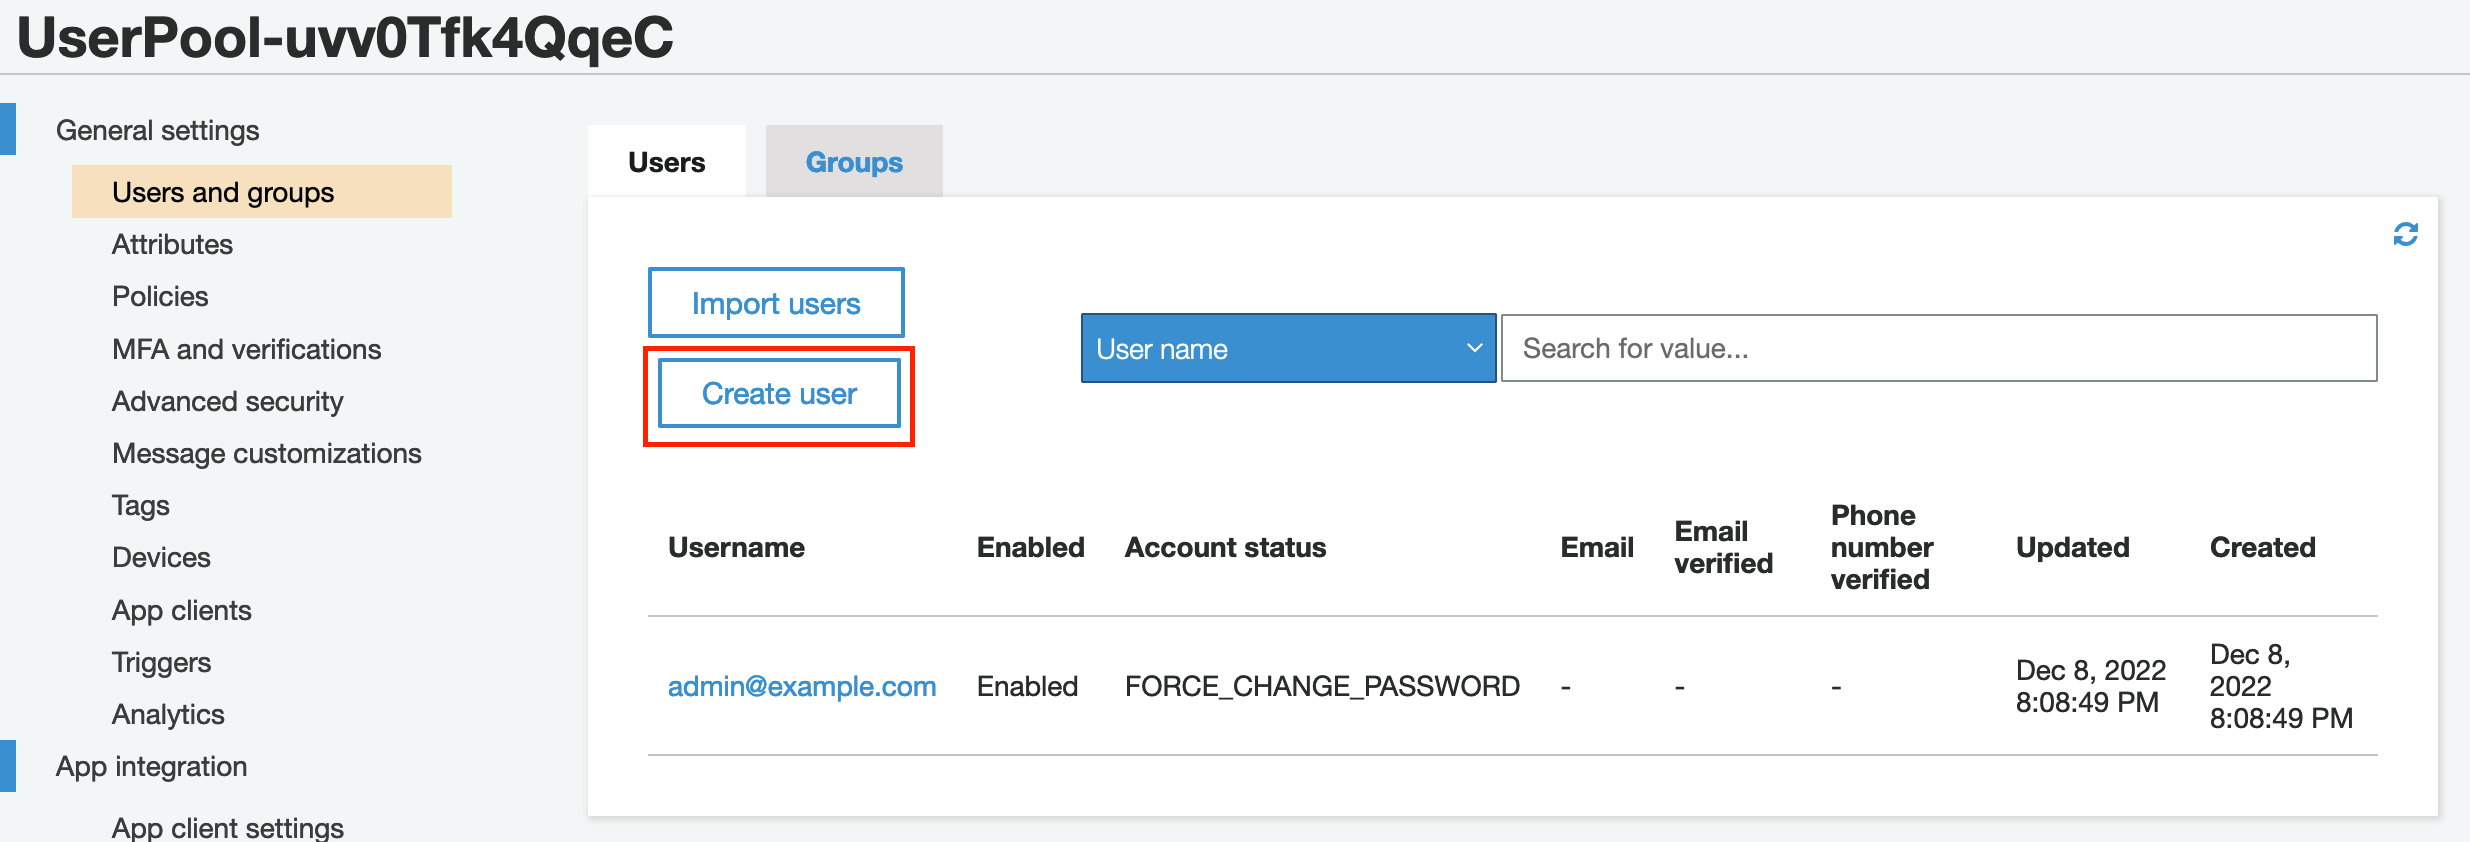 UserPool-uvv0Tfk4QqeC
General settings
Users and groups
Attributes
Policies
MFA and verifications
Advanced security
Message customizations
Tags
Devices
App clients
Triggers
Analytics
App integration
App client settings
Users
Groups
Import users
Create user
User name
Search for value...
Username
Enabled
Account status
Email
Email
verified
Phone
number
verified
Updated
Created
admin@example.com
Enabled
FORCE_CHANGE_PASSWORD
-
-
-
Dec 8, 2022
8:08:49 PM
Dec 8,
2022
8:08:49 PM